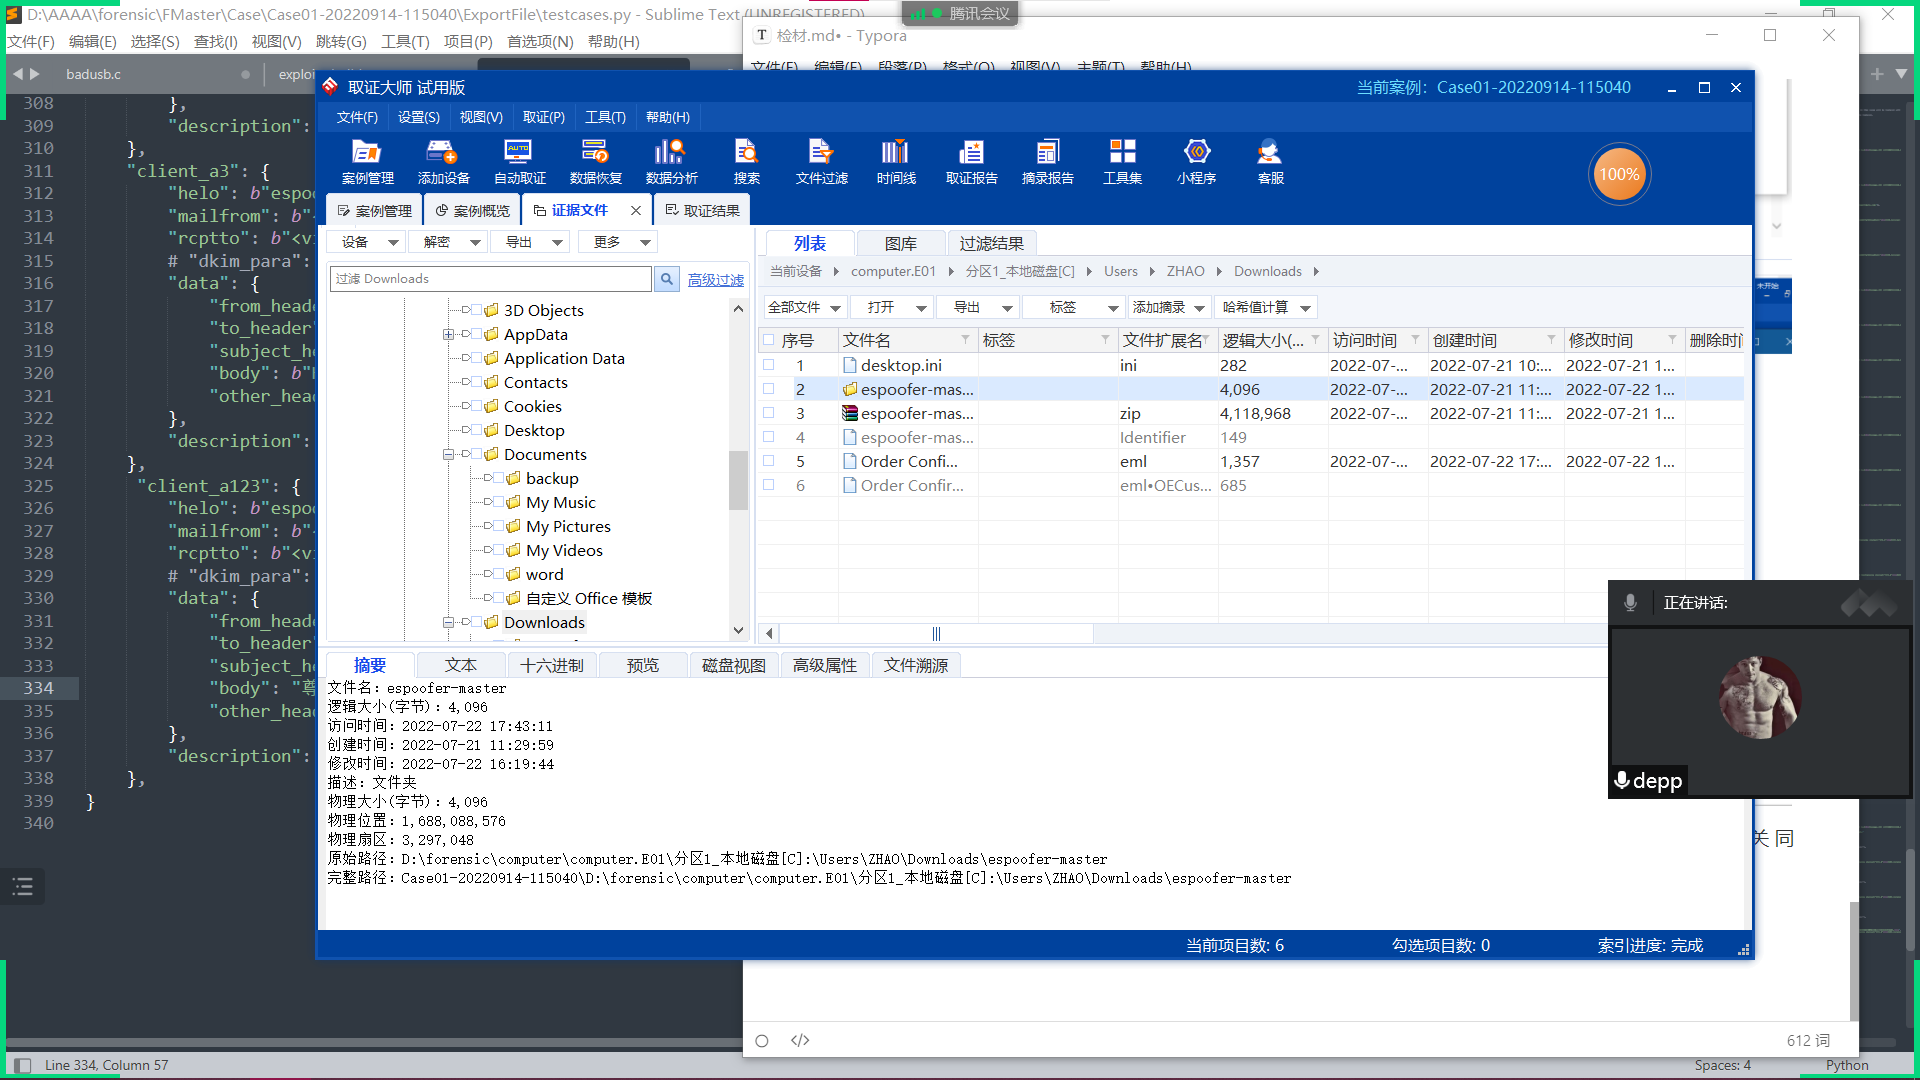 D:\AAAA\forensic\FMaster\Case\Case01-20220914-115040\ExportFile\testcases.py - Sublime Text (UNREGISTERED)
腾讯会议
文件(F) 编辑(E) 选择(S) 查找(I) 视图(V) 跳转(G) 工具(T) 项目(P) 首选项(N) 帮助(H)
检材.md• - Typora
文件(F) 编辑(E) 段落(P) 格式(O) 视图(V) 主题(T) 帮助(H)
badusb.c
取证大师 试用版
当前案例：Case01-20220914-115040
文件(F) 设置(S) 视图(V) 取证(P) 工具(T) 帮助(H)
案例管理 添加设备 自动取证 数据恢复 数据分析 搜索 文件过滤 时间线 取证报告 摘录报告 工具集 小程序 客服
100%
案例管理 案例概览 证据文件 取证结果
设备 解密 导出 更多
过滤 Downloads
高级过滤
3D Objects
AppData
Application Data
Contacts
Cookies
Desktop
Documents
backup
My Music
My Pictures
My Videos
word
自定义 Office 模板
Downloads
列表 图库 过滤结果
当前设备 computer.E01 分区1_本地磁盘[C] Users ZHAO Downloads
全部文件 打开 导出 标签 添加摘录 哈希值计算
序号 文件名 标签 文件扩展名 逻辑大小(... 访问时间 创建时间 修改时间 删除时间
1 desktop.ini ini 282 2022-07-... 2022-07-21 10:... 2022-07-21 1...
2 espoofer-mas... 4,096 2022-07-... 2022-07-21 11:... 2022-07-22 1...
3 espoofer-mas... zip 4,118,968 2022-07-... 2022-07-21 11:... 2022-07-21 1...
4 espoofer-mas... Identifier 149
5 Order Confi... eml 1,357 2022-07-... 2022-07-22 17:... 2022-07-22 1...
6 Order Confir... eml•OECus... 685
摘要 文本 十六进制 预览 磁盘视图 高级属性 文件溯源
文件名：espoofer-master
逻辑大小(字节)：4,096
访问时间：2022-07-22 17:43:11
创建时间：2022-07-21 11:29:59
修改时间：2022-07-22 16:19:44
描述：文件夹
物理大小(字节)：4,096
物理位置：1,688,088,576
物理扇区：3,297,048
原始路径：D:\forensic\computer\computer.E01\分区1_本地磁盘[C]:\Users\ZHAO\Downloads\espoofer-master
完整路径：Case01-20220914-115040\D:\forensic\computer\computer.E01\分区1_本地磁盘[C]:\Users\ZHAO\Downloads\espoofer-master
当前项目数: 6 勾选项目数: 0 索引进度: 完成
308 },
309 "description":
310 },
311 "client_a3": {
312 "helo": b"espo
313 "mailfrom": b"
314 "rcptto": b"<v
315 # "dkim_para":
316 "data": {
317 "from_heade
318 "to_header"
319 "subject_he
320 "body": b"
321 "other_head
322 },
323 "description":
324 },
325 "client_a123": {
326 "helo": b"espo
327 "mailfrom": b"
328 "rcptto": b"<v
329 # "dkim_para":
330 "data": {
331 "from_heade
332 "to_header"
333 "subject_he
334 "body": "尊
335 "other_head
336 },
337 "description":
338 },
339 }
340
未开始
正在讲话:
depp
关 同
612 词
Line 334, Column 57
Spaces: 4
Python